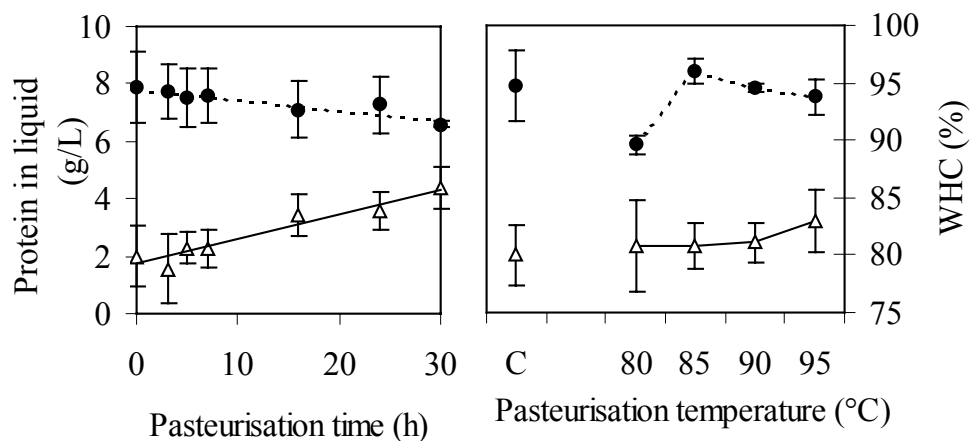 Protein in liquid
(g/L)
10
8
6
4
2
0
0 10 20 30
Pasteurisation time (h)
C 80 85 90 95
Pasteurisation temperature (°C)
100
95
90
85
80
75
WHC (%)